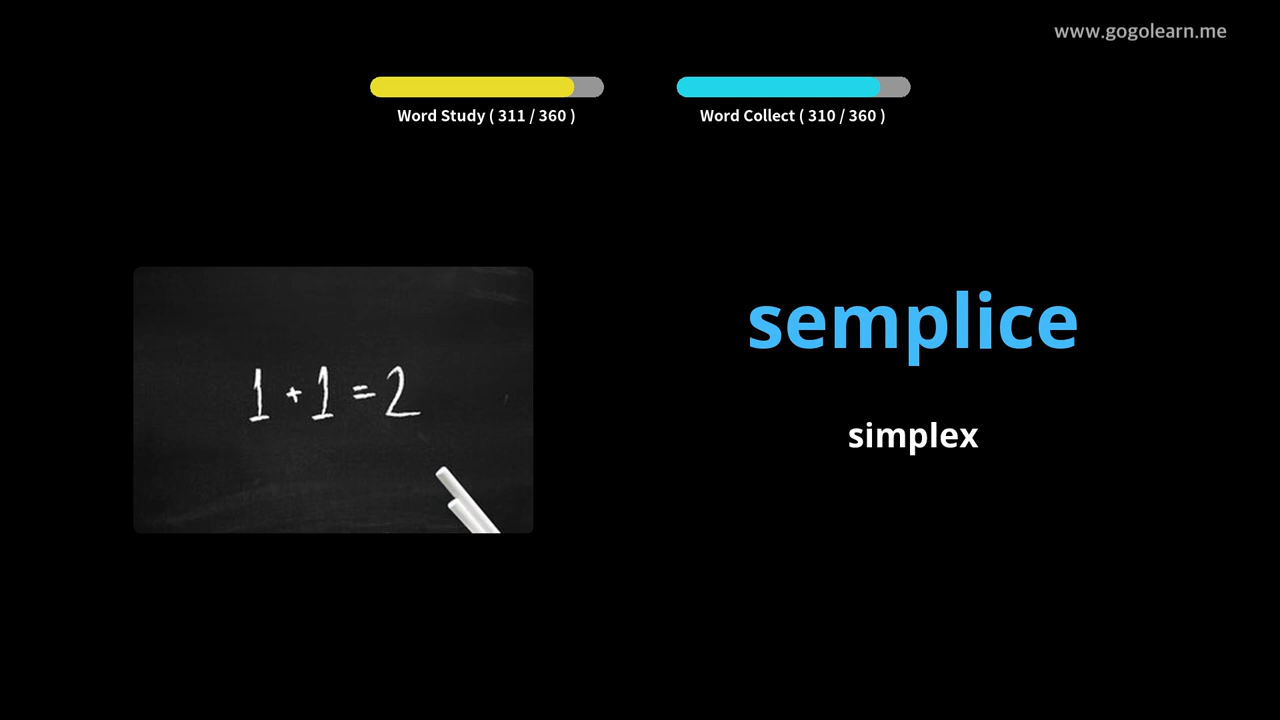 www.gogolearn.me
Word Study ( 311 / 360 )
Word Collect ( 310 / 360 )
semplice
1 + 1 = 2
simplex